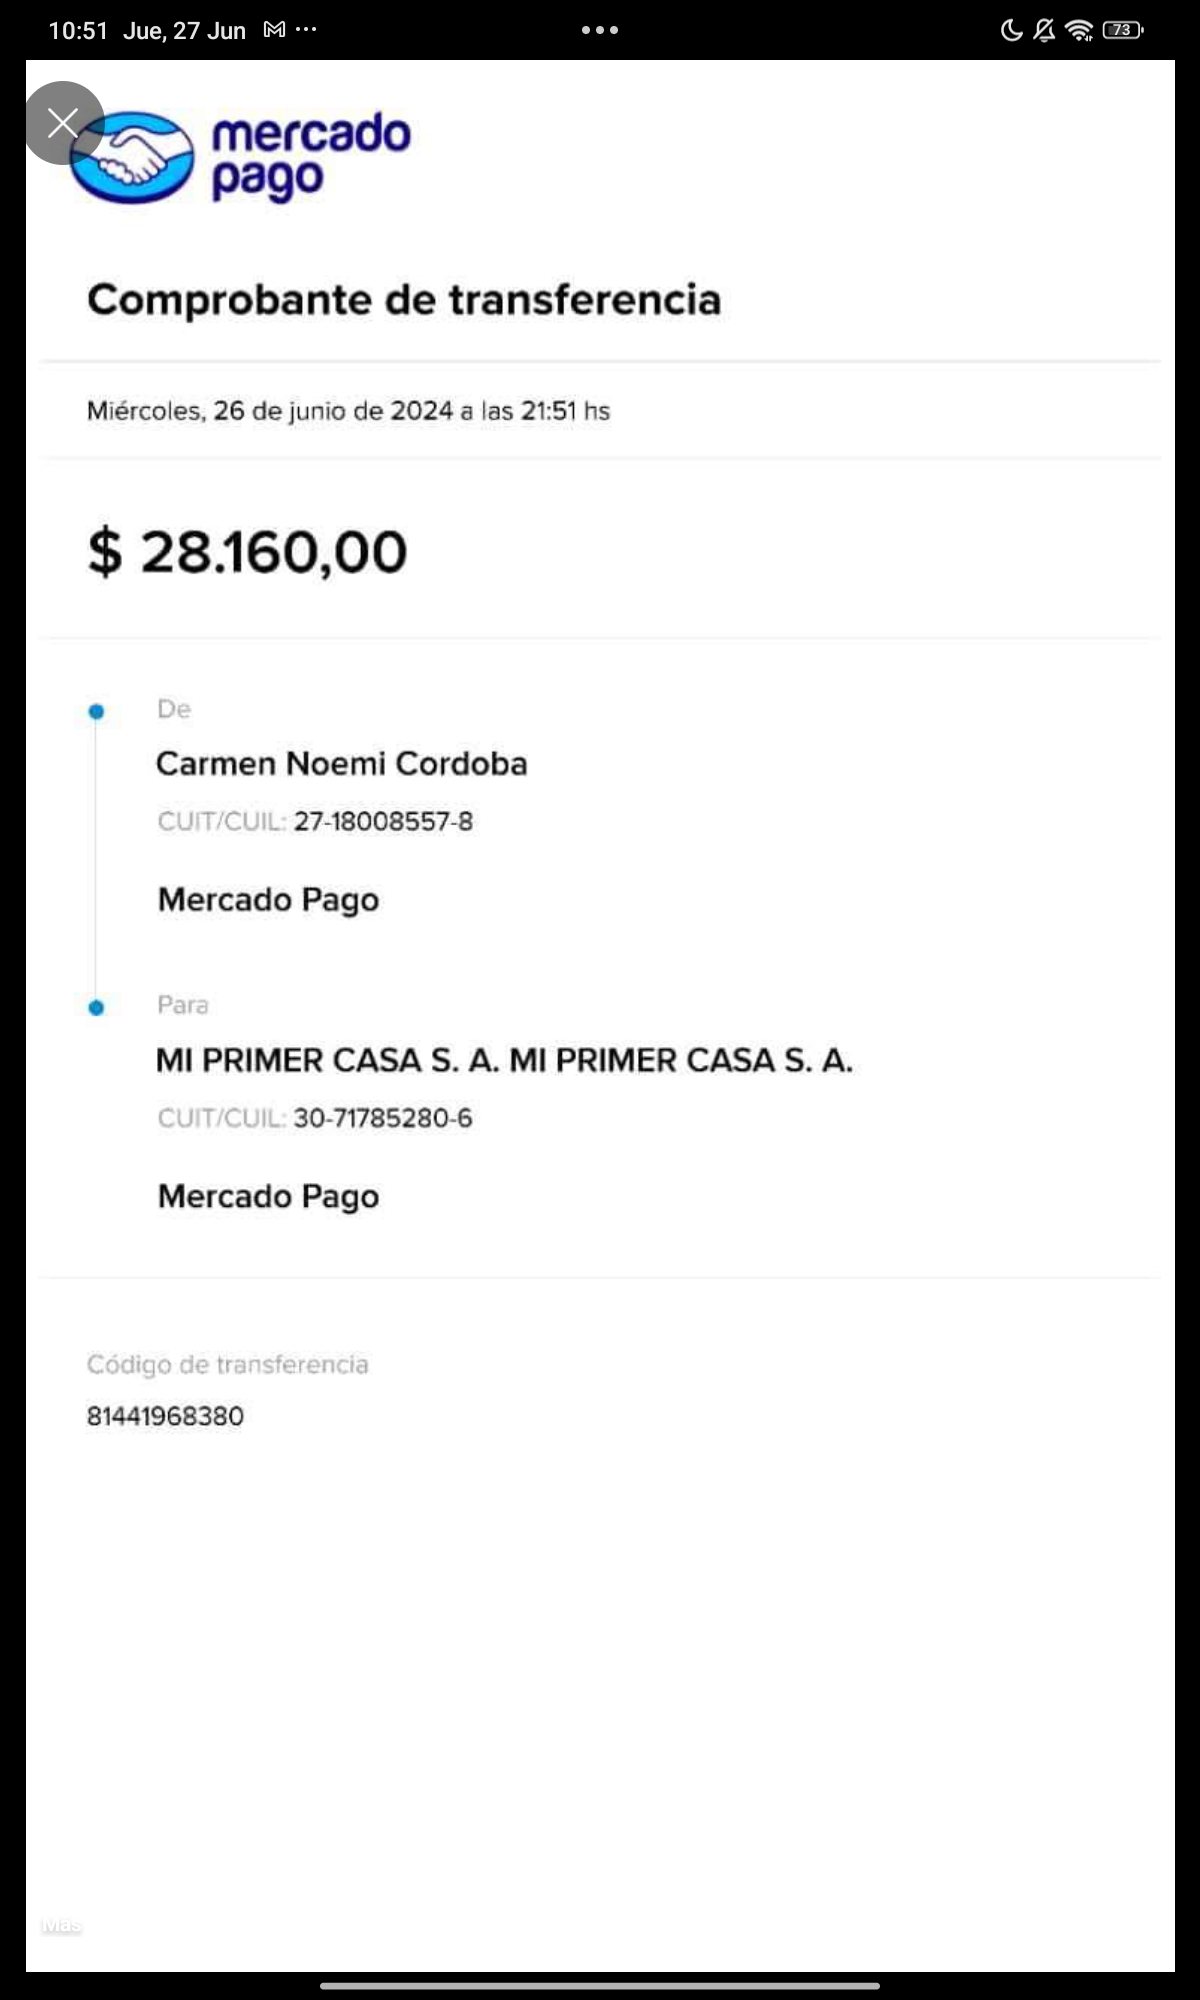 10:51 Jue, 27 Jun
73
mercado
pago
Comprobante de transferencia
Miércoles, 26 de junio de 2024 a las 21:51 hs
$ 28.160,00
De
Carmen Noemi Cordoba
CUIT/CUIL: 27-18008557-8
Mercado Pago
Para
MI PRIMER CASA S. A. MI PRIMER CASA S. A.
CUIT/CUIL: 30-71785280-6
Mercado Pago
Código de transferencia
81441968380
Más